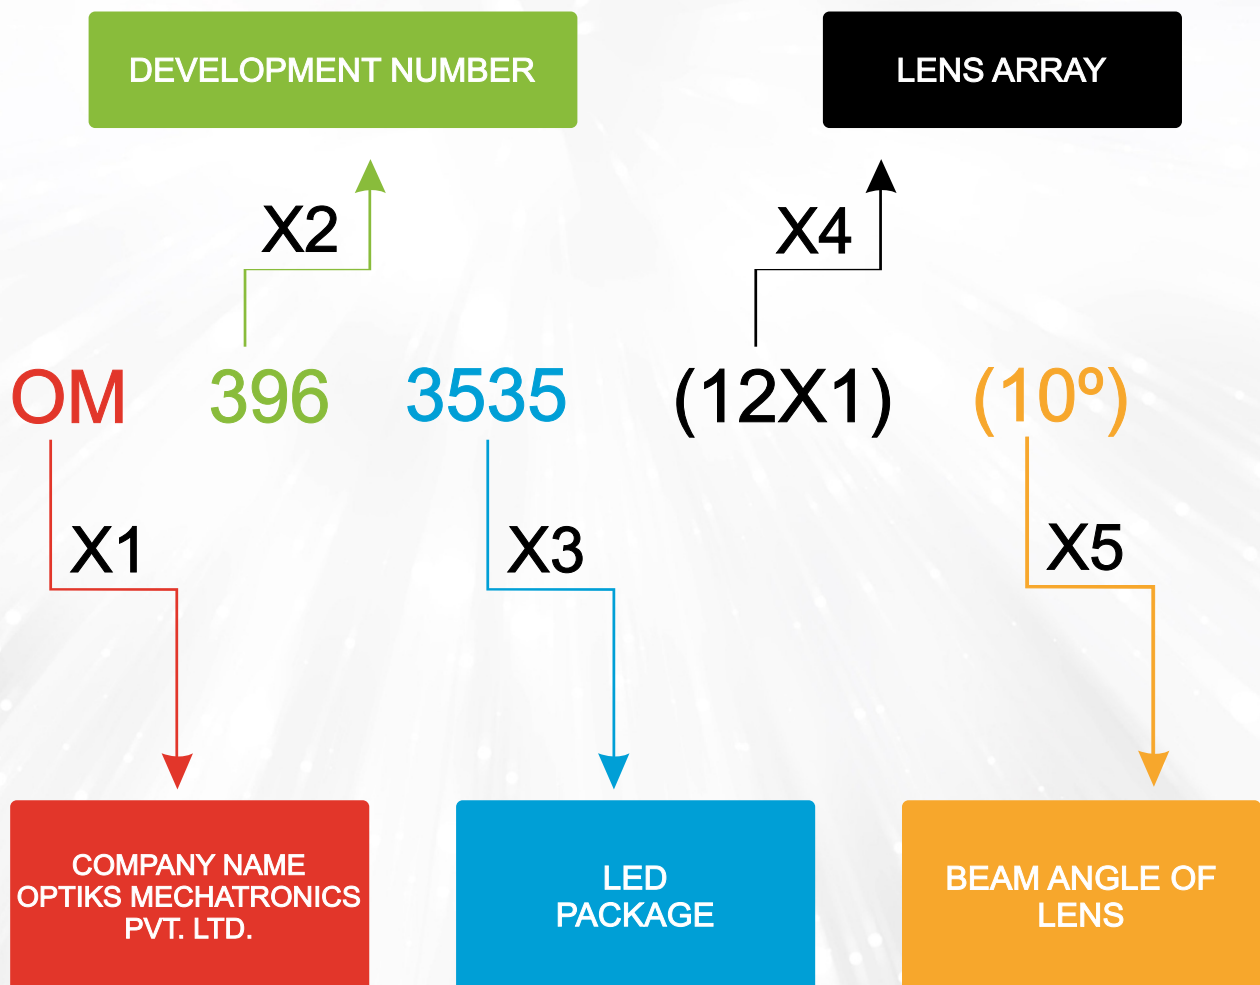 DEVELOPMENT NUMBER
LENS ARRAY
X2
X4
OM 396 3535 (12X1) (10º)
X1
X3
X5
COMPANY NAME
OPTIKS MECHATRONICS
PVT. LTD.
LED
PACKAGE
BEAM ANGLE OF
LENS